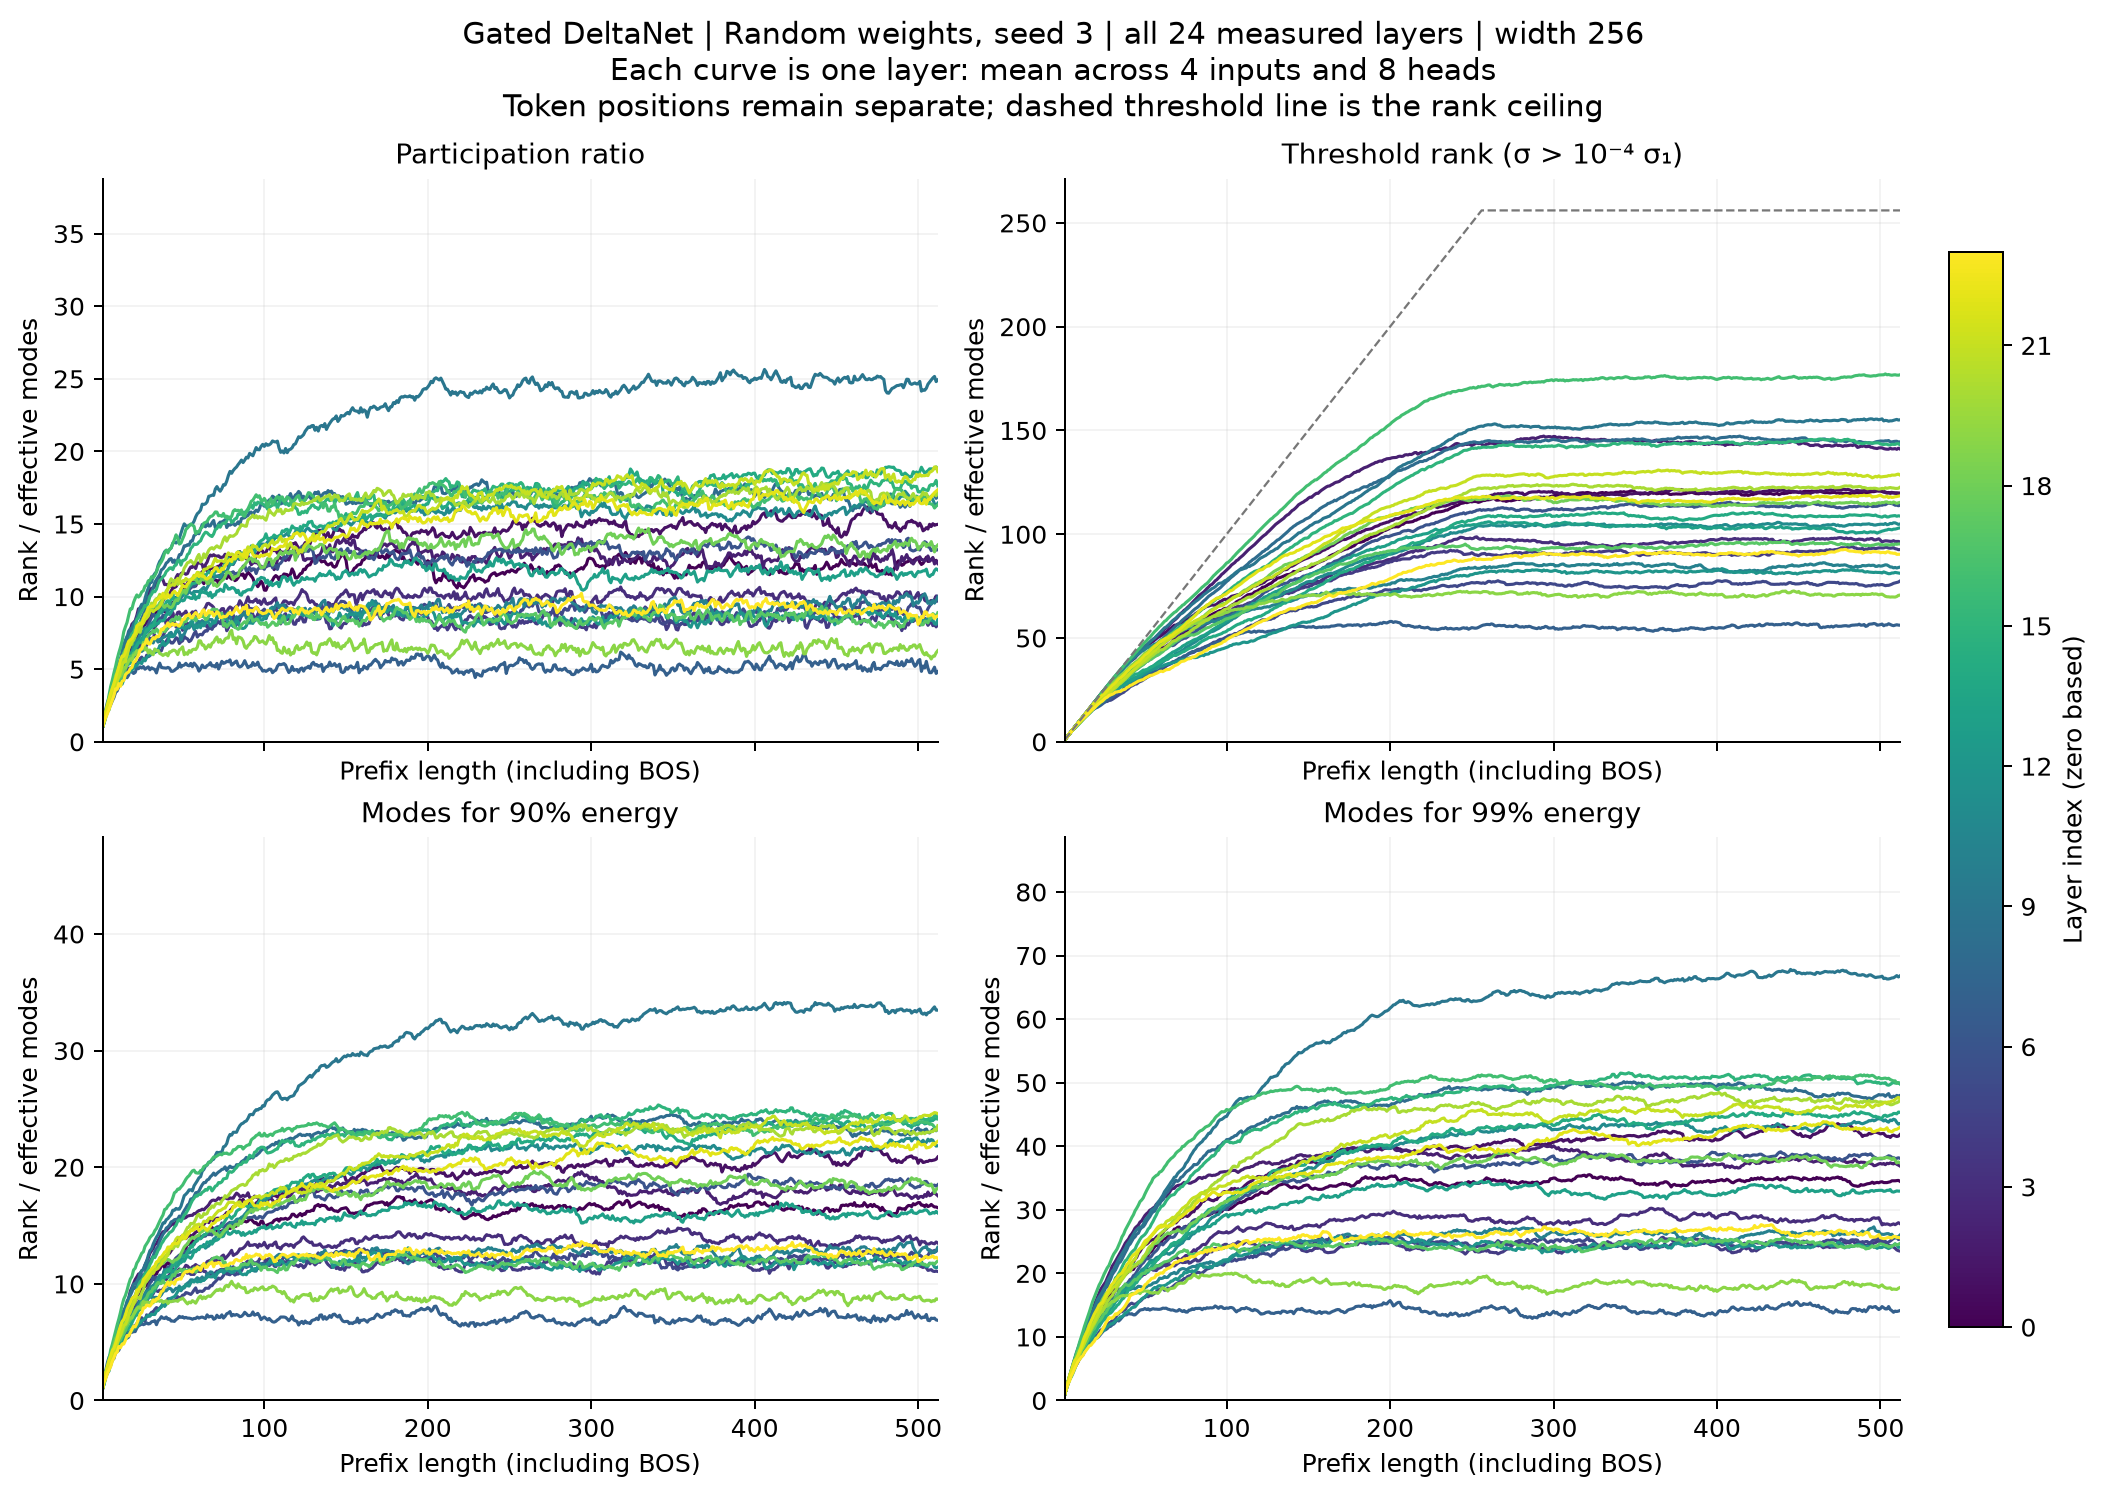 Gated DeltaNet | Random weights, seed 3 | all 24 measured layers | width 256
Each curve is one layer: mean across 4 inputs and 8 heads
Token positions remain separate; dashed threshold line is the rank ceiling
Participation ratio
Rank / effective modes
35
30
25
20
15
10
5
0
Prefix length (including BOS)
Threshold rank (σ > 10⁻⁴ σ₁)
Rank / effective modes
250
200
150
100
50
0
Prefix length (including BOS)
Modes for 90% energy
Rank / effective modes
40
30
20
10
0
100 200 300 400 500
Prefix length (including BOS)
Modes for 99% energy
Rank / effective modes
80
70
60
50
40
30
20
10
0
100 200 300 400 500
Prefix length (including BOS)
21
18
15
12
9
6
3
0
Layer index (zero based)